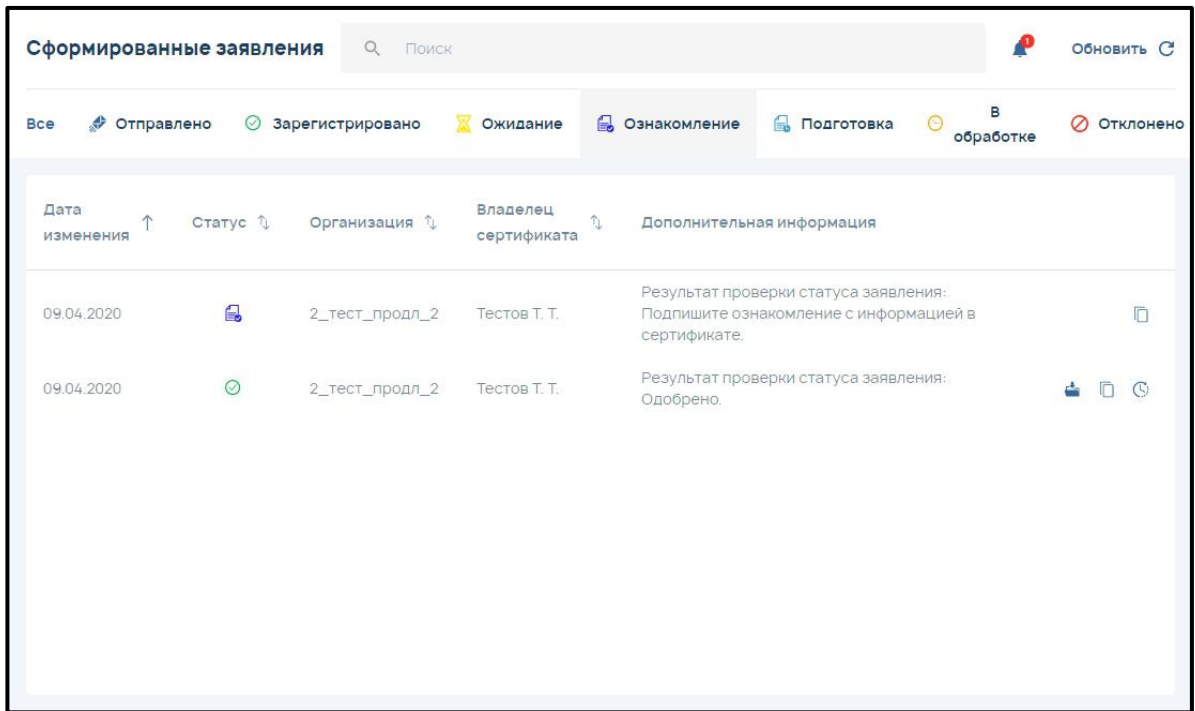 Сформированные заявления
Поиск
1
Обновить
Все
Отправлено
Зарегистрировано
Ожидание
Ознакомление
Подготовка
В
обработке
Отклонено
Дата
изменения
Статус
Организация
Владелец
сертификата
Дополнительная информация
09.04.2020
2_тест_продл_2
Тестов Т. Т.
Результат проверки статуса заявления:
Подпишите ознакомление с информацией в
сертификате.
09.04.2020
2_тест_продл_2
Тестов Т. Т.
Результат проверки статуса заявления:
Одобрено.